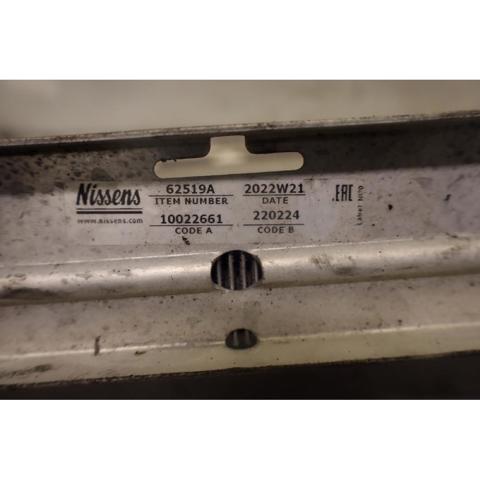 Nissens
www.nissens.com
62519A 2022W21
ITEM NUMBER DATE
10022661 220224
CODE A CODE B
EAC